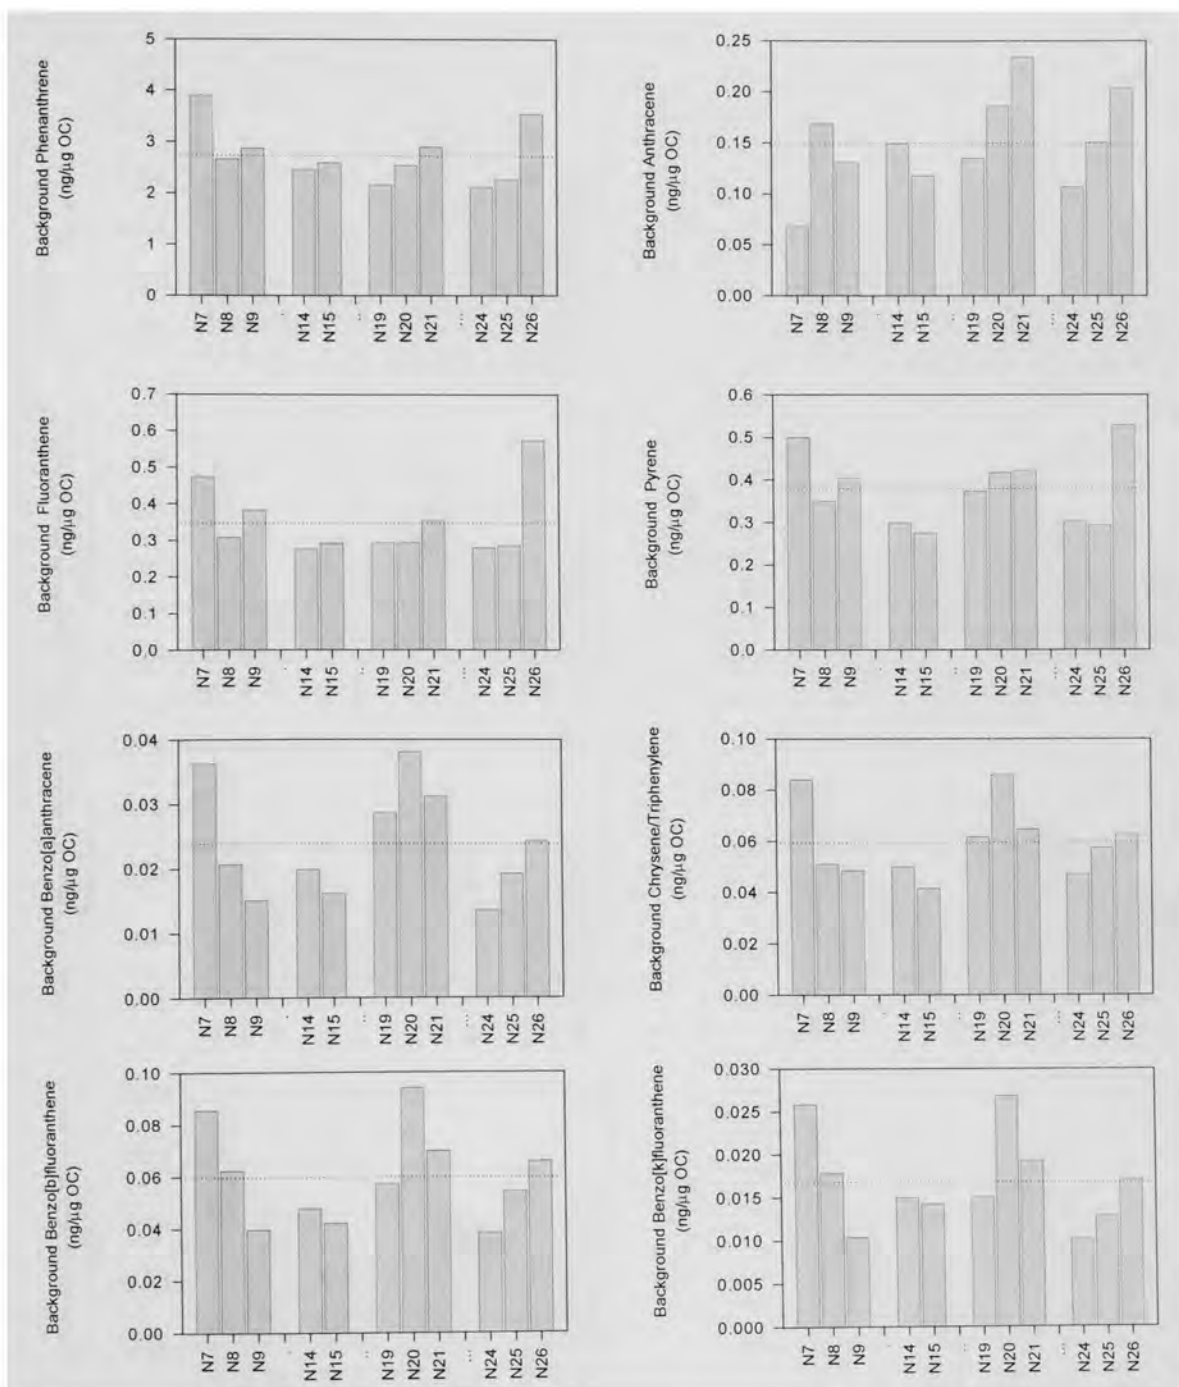 Background Phenanthrene
(ng/µg OC)
5
4
3
2
1
0
N7 N8 N9 . N14 N15 ... N19 N20 N21 ... N24 N25 N26
Background Anthracene
(ng/µg OC)
0.25
0.20
0.15
0.10
0.05
0.00
N7 N8 N9 . N14 N15 ... N19 N20 N21 ... N24 N25 N26
Background Fluoranthene
(ng/µg OC)
0.7
0.6
0.5
0.4
0.3
0.2
0.1
0.0
N7 N8 N9 . N14 N15 ... N19 N20 N21 ... N24 N25 N26
Background Pyrene
(ng/µg OC)
0.6
0.5
0.4
0.3
0.2
0.1
0.0
N7 N8 N9 . N14 N15 ... N19 N20 N21 ... N24 N25 N26
Background Benzo[a]anthracene
(ng/µg OC)
0.04
0.03
0.02
0.01
0.00
N7 N8 N9 . N14 N15 ... N19 N20 N21 ... N24 N25 N26
Background Chrysene/Triphenylene
(ng/µg OC)
0.10
0.08
0.06
0.04
0.02
0.00
N7 N8 N9 . N14 N15 ... N19 N20 N21 ... N24 N25 N26
Background Benzo[b]fluoranthene
(ng/µg OC)
0.10
0.08
0.06
0.04
0.02
0.00
N7 N8 N9 . N14 N15 ... N19 N20 N21 ... N24 N25 N26
Background Benzo[k]fluoranthene
(ng/µg OC)
0.030
0.025
0.020
0.015
0.010
0.005
0.000
N7 N8 N9 . N14 N15 ... N19 N20 N21 ... N24 N25 N26